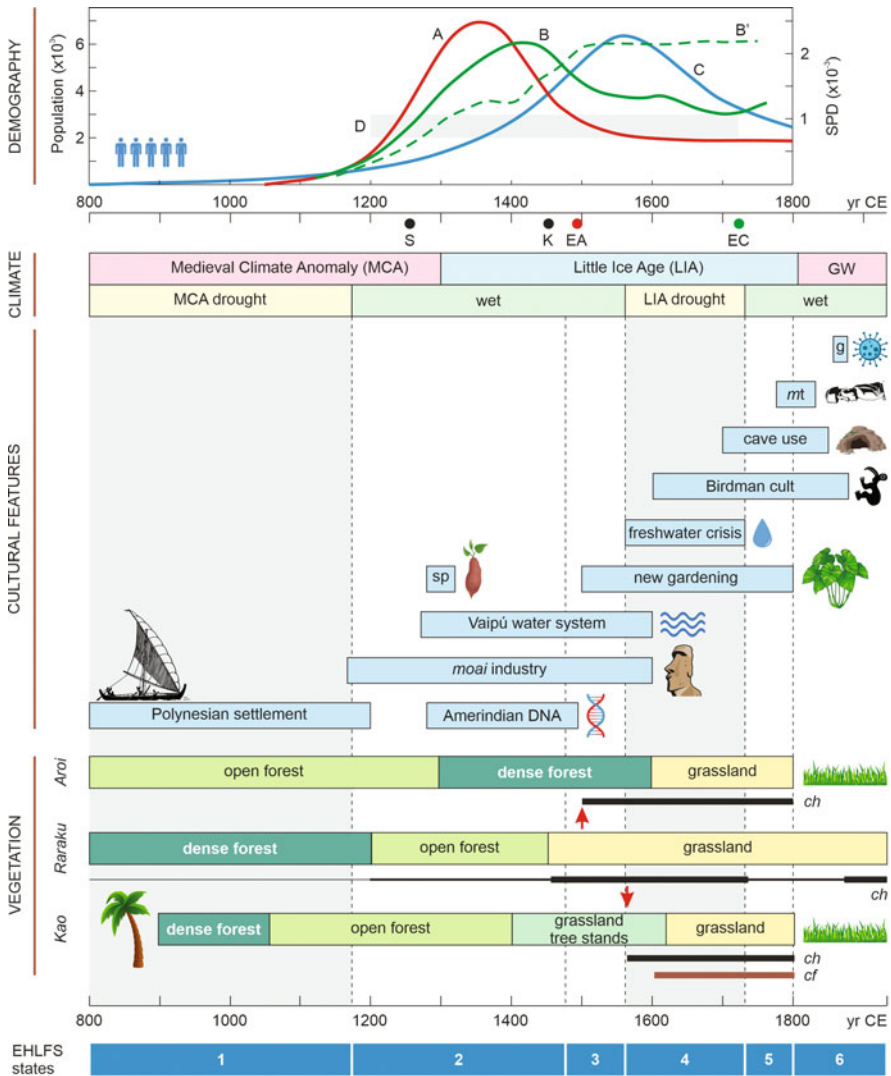 DEMOGRAPHY
Population (x10³)
6
4
2
A
B
B'
C
D
2
1
SPD (x10⁻³)
800
1000
1200
1400
1600
1800
yr CE
S
K
EA
EC
CLIMATE
Medieval Climate Anomaly (MCA)
Little Ice Age (LIA)
GW
MCA drought
wet
LIA drought
wet
CULTURAL FEATURES
g
mt
cave use
Birdman cult
freshwater crisis
sp
new gardening
Vaipú water system
moai industry
Polynesian settlement
Amerindian DNA
VEGETATION
Aroi
open forest
dense forest
grassland
ch
Raraku
dense forest
open forest
grassland
ch
Kao
dense forest
open forest
grassland
tree stands
grassland
ch
cf
800
1000
1200
1400
1600
1800
yr CE
EHLFS
states
1
2
3
4
5
6